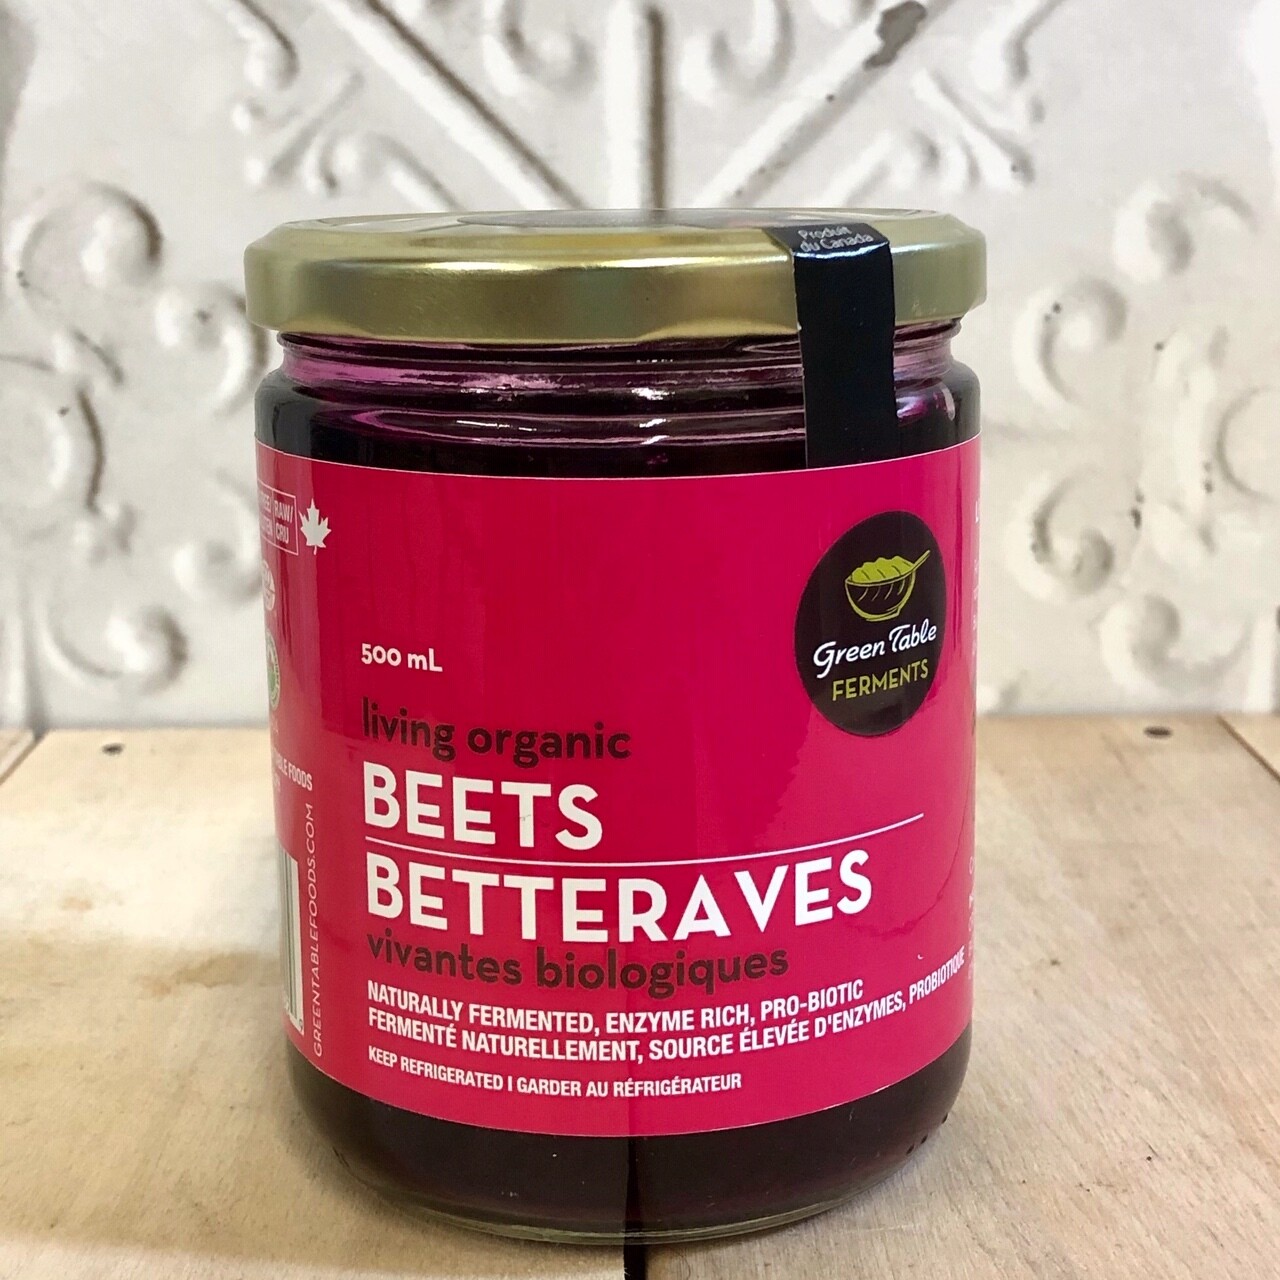 Produit
du Canada
RAW/
CRU
Green Table
FERMENTS
500 mL
living organic
BEETS
BETTERAVES
vivantes biologiques
NATURALLY FERMENTED, ENZYME RICH, PRO-BIOTIC
FERMENTÉ NATURELLEMENT, SOURCE ÉLEVÉE D'ENZYMES, PROBIOTIQUE
KEEP REFRIGERATED | GARDER AU RÉFRIGÉRATEUR
FOODS
GREENTABLEFOODS.COM